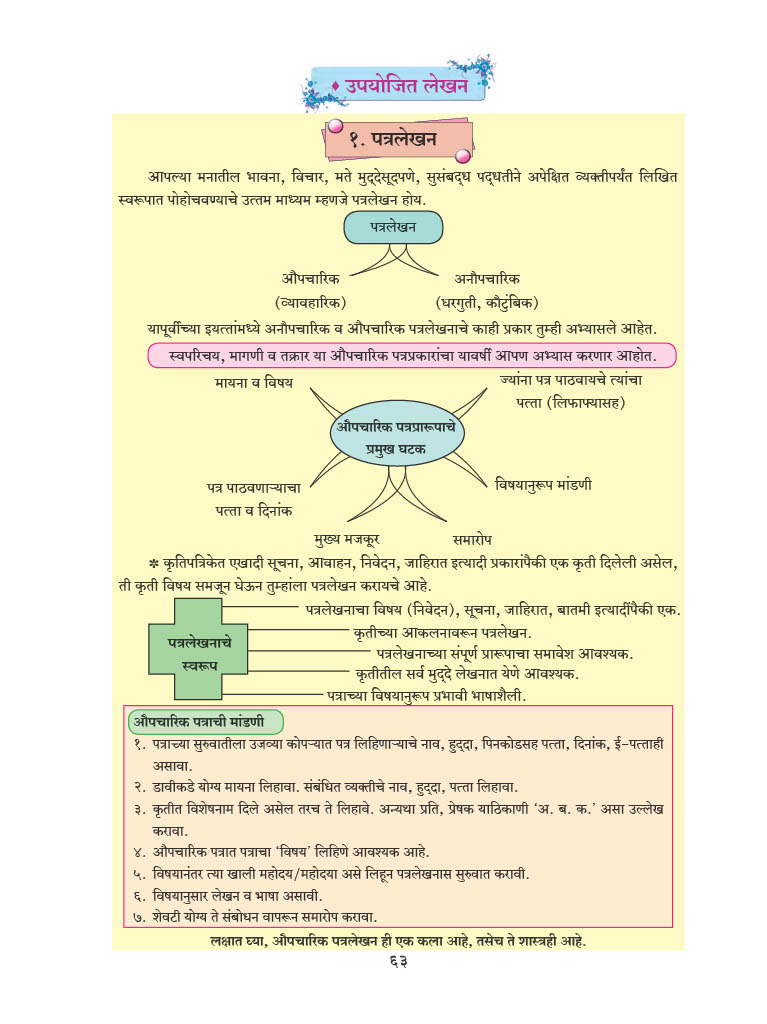 ♦ उपयोजित लेखन
१. पत्रलेखन
आपल्या मनातील भावना, विचार, मते मुद्देसूदपणे, सुसंबद्ध पद्धतीने अपेक्षित व्यक्तीपर्यंत लिखित
स्वरूपात पोहोचवण्याचे उत्तम माध्यम म्हणजे पत्रलेखन होय.
पत्रलेखन
औपचारिक अनौपचारिक
(व्यावहारिक) (घरगुती, कौटुंबिक)
यापूर्वीच्या इयत्तांमध्ये अनौपचारिक व औपचारिक पत्रलेखनाचे काही प्रकार तुम्ही अभ्यासले आहेत.
स्वपरिचय, मागणी व तक्रार या औपचारिक पत्रप्रकारांचा यावर्षी आपण अभ्यास करणार आहोत.
मायना व विषय
ज्यांना पत्र पाठवायचे त्यांचा
पत्ता (लिफाफ्यासह)
औपचारिक पत्रप्रारूपाचे
प्रमुख घटक
पत्र पाठवणाऱ्याचा
पत्ता व दिनांक
विषयानुरूप मांडणी
मुख्य मजकूर
समारोप
* कृतिपत्रिकेत एखादी सूचना, आवाहन, निवेदन, जाहिरात इत्यादी प्रकारांपैकी एक कृती दिलेली असेल,
ती कृती विषय समजून घेऊन तुम्हांला पत्रलेखन करायचे आहे.
पत्रलेखनाचे
स्वरूप
पत्रलेखनाचा विषय (निवेदन), सूचना, जाहिरात, बातमी इत्यादींपैकी एक.
कृतीच्या आकलनावरून पत्रलेखन.
पत्रलेखनाच्या संपूर्ण प्रारूपाचा समावेश आवश्यक.
कृतीतील सर्व मुद्दे लेखनात येणे आवश्यक.
पत्राच्या विषयानुरूप प्रभावी भाषाशैली.
औपचारिक पत्राची मांडणी
१. पत्राच्या सुरुवातीला उजव्या कोपऱ्यात पत्र लिहिणाऱ्याचे नाव, हुद्दा, पिनकोडसह पत्ता, दिनांक, ई-पत्ताही
असावा.
२. डावीकडे योग्य मायना लिहावा. संबंधित व्यक्तीचे नाव, हुद्दा, पत्ता लिहावा.
३. कृतीत विशेषनाम दिले असेल तरच ते लिहावे. अन्यथा प्रति, प्रेषक याठिकाणी ‘अ. ब. क.’ असा उल्लेख
करावा.
४. औपचारिक पत्रात पत्राचा ‘विषय’ लिहिणे आवश्यक आहे.
५. विषयानंतर त्या खाली महोदय/महोदया असे लिहून पत्रलेखनास सुरुवात करावी.
६. विषयानुसार लेखन व भाषा असावी.
७. शेवटी योग्य ते संबोधन वापरून समारोप करावा.
लक्षात घ्या, औपचारिक पत्रलेखन ही एक कला आहे, तसेच ते शास्त्रही आहे.
६३